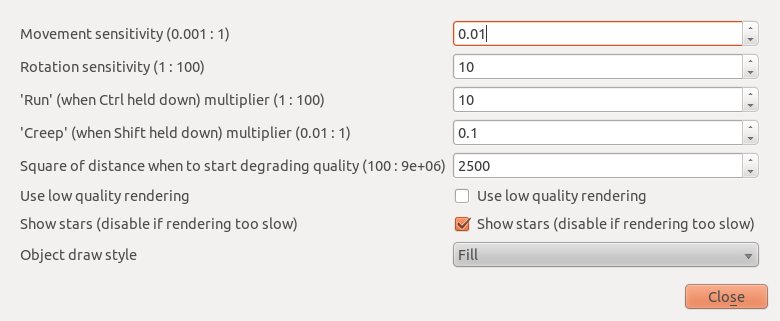 Movement sensitivity (0.001 : 1) 0.01
Rotation sensitivity (1 : 100) 10
'Run' (when Ctrl held down) multiplier (1 : 100) 10
'Creep' (when Shift held down) multiplier (0.01 : 1) 0.1
Square of distance when to start degrading quality (100 : 9e+06) 2500
Use low quality rendering Use low quality rendering
Show stars (disable if rendering too slow) Show stars (disable if rendering too slow)
Object draw style Fill
Close